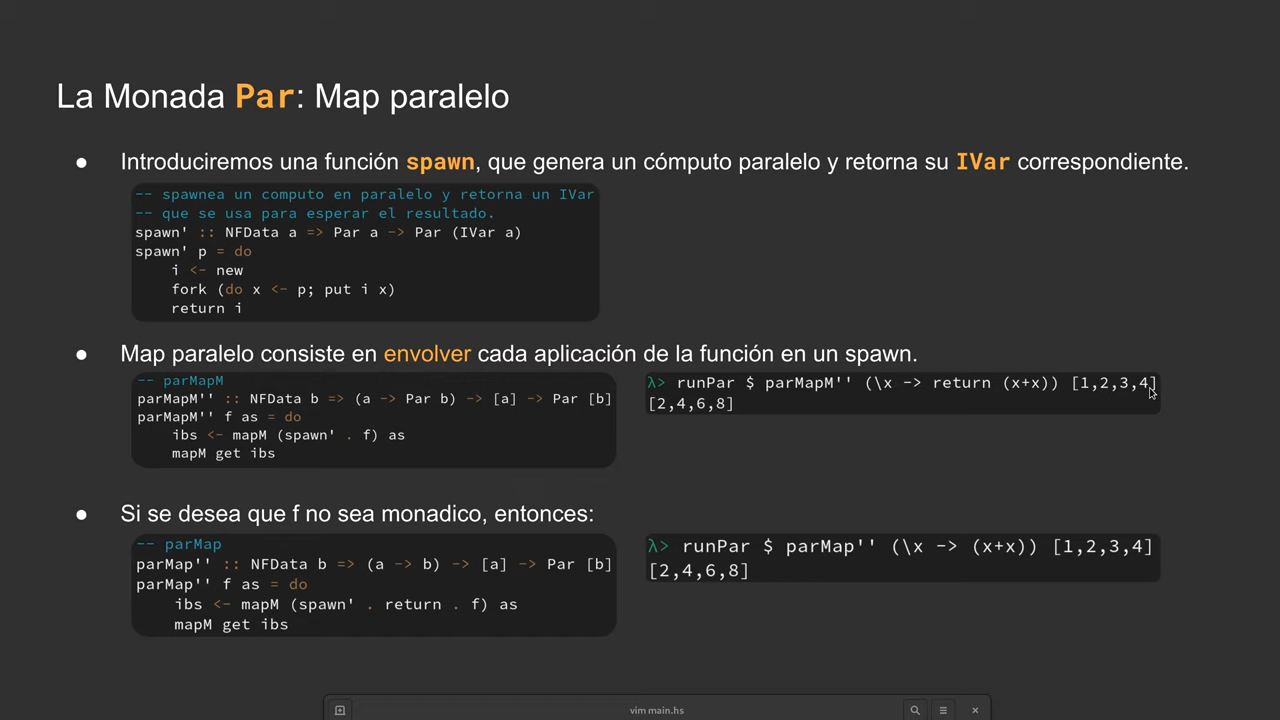 La Monada Par: Map paralelo
● Introduciremos una función spawn, que genera un cómputo paralelo y retorna su IVar correspondiente.
-- spawnea un computo en paralelo y retorna un IVar
-- que se usa para esperar el resultado.
spawn' :: NFData a => Par a -> Par (IVar a)
spawn' p = do
    i <- new
    fork (do x <- p; put i x)
    return i
● Map paralelo consiste en envolver cada aplicación de la función en un spawn.
-- parMapM
parMapM'' :: NFData b => (a -> Par b) -> [a] -> Par [b]
parMapM'' f as = do
    ibs <- mapM (spawn' . f) as
    mapM get ibs
λ> runPar $ parMapM'' (\x -> return (x+x)) [1,2,3,4]
[2,4,6,8]
● Si se desea que f no sea monadico, entonces:
-- parMap
parMap'' :: NFData b => (a -> b) -> [a] -> Par [b]
parMap'' f as = do
    ibs <- mapM (spawn' . return . f) as
    mapM get ibs
λ> runPar $ parMap'' (\x -> (x+x)) [1,2,3,4]
[2,4,6,8]
vim main.hs